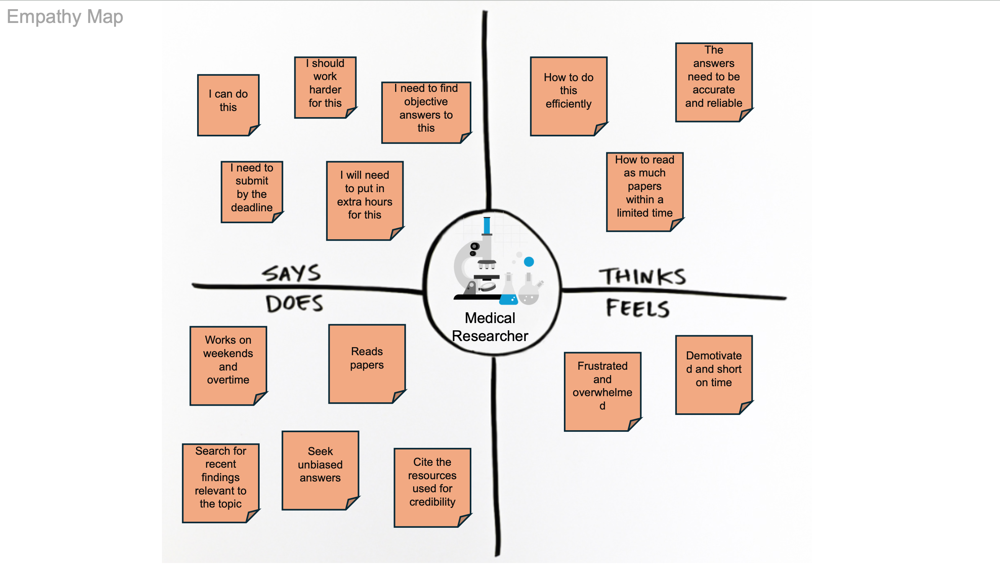 Empathy Map
I can do
this
I should
work
harder
for this
I need to find
objective
answers to
this
I need to
submit
by the
deadline
I will need
to put in
extra hours
for this
SAYS
How to do
this
efficiently
The
answers
need to be
accurate
and reliable
How to read
as much
papers
within a
limited time
THINKS
Medical
Researcher
DOES
Works on
weekends
and
overtime
Reads
papers
Search for
recent
findings
relevant to
the topic
Seek
unbiased
answers
Cite the
resources
used for
credibility
FEELS
Frustrated
and
overwhelme
d
Demotivate
d and short
on time